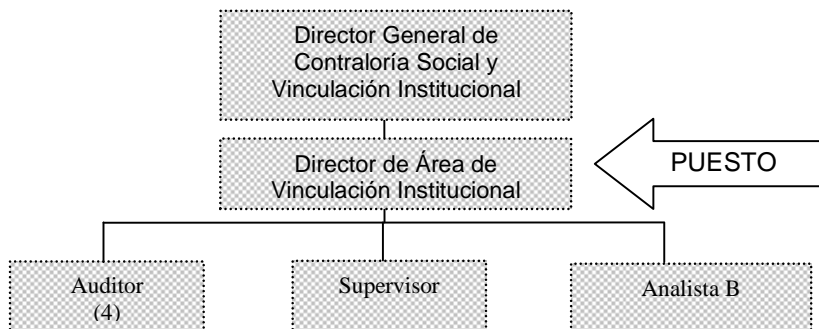 Director General de
Contraloría Social y
Vinculación Institucional
Director de Área de
Vinculación Institucional
PUESTO
Auditor
(4)
Supervisor
Analista B